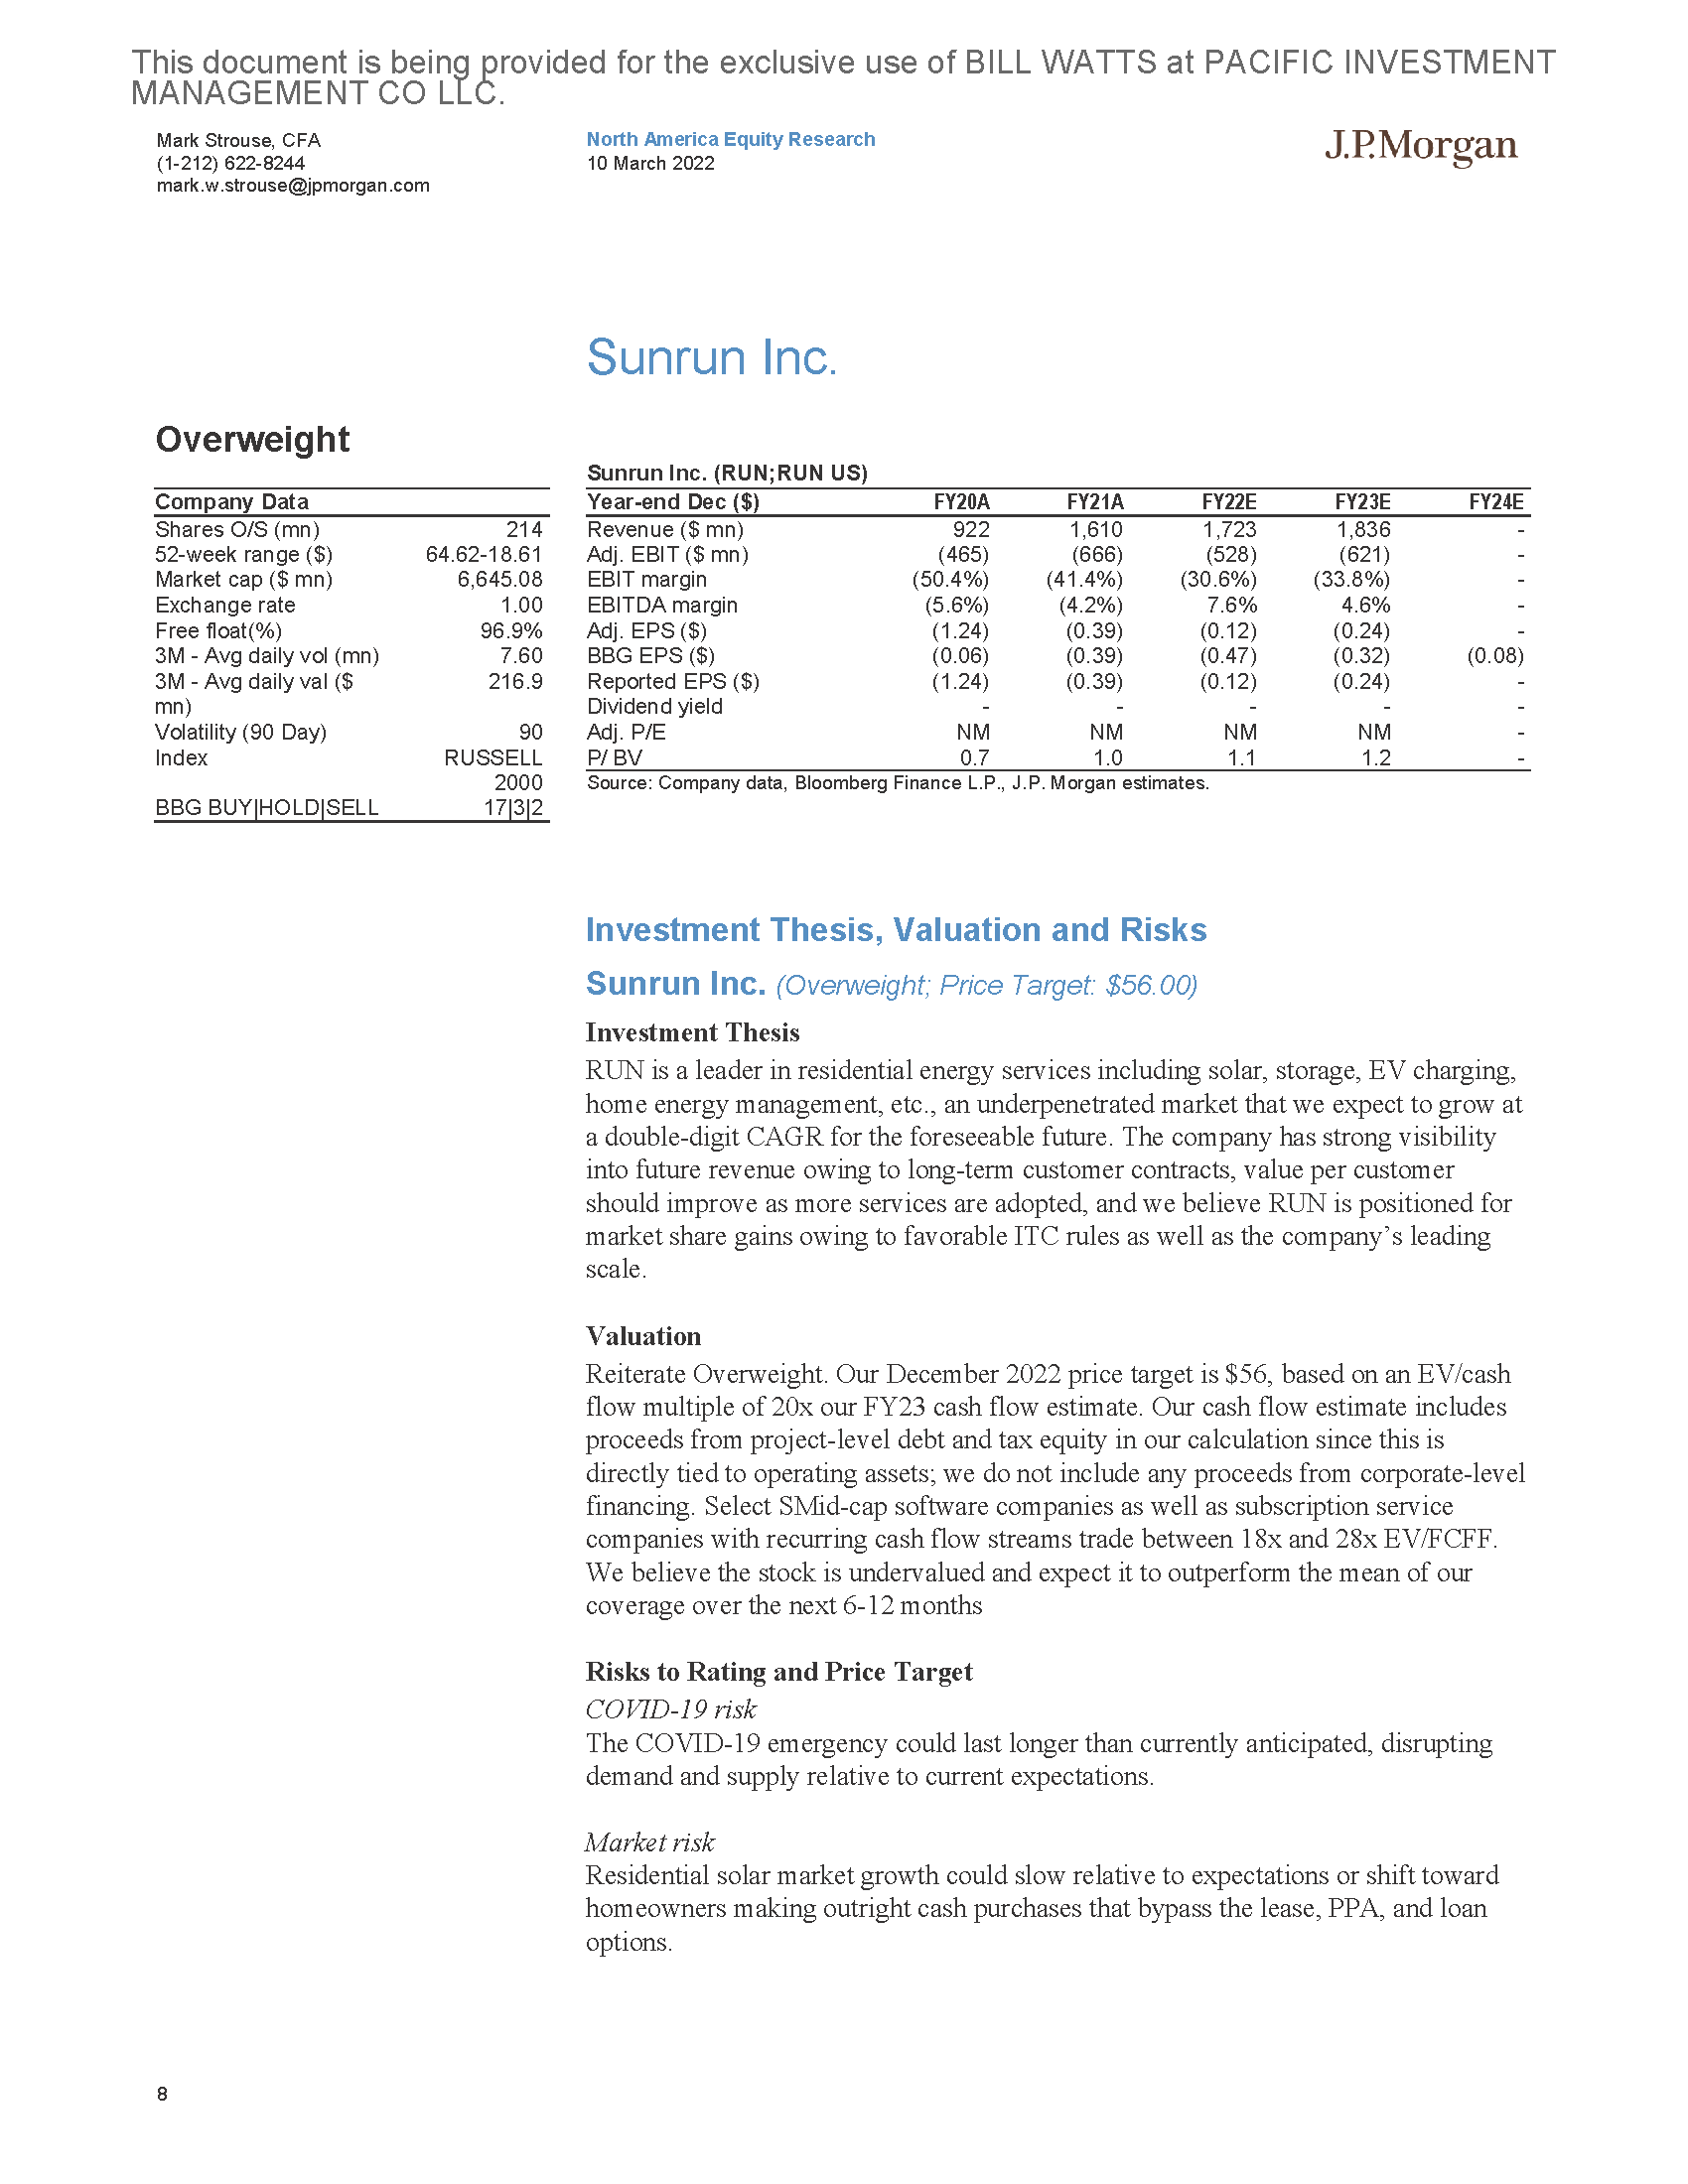 This document is being provided for the exclusive use of BILL WATTS at PACIFIC INVESTMENT
MANAGEMENT CO LLC.
Mark Strouse, CFA
(1-212) 622-8244
mark.w.strouse@jpmorgan.com
North America Equity Research
10 March 2022
J.P.Morgan
Sunrun Inc.
Overweight
Company Data
Shares O/S (mn) 214
52-week range ($) 64.62-18.61
Market cap ($ mn) 6,645.08
Exchange rate 1.00
Free float(%) 96.9%
3M - Avg daily vol (mn) 7.60
3M - Avg daily val ($ 216.9
mn)
Volatility (90 Day) 90
Index RUSSELL
2000
BBG BUY|HOLD|SELL 17|3|2
Sunrun Inc. (RUN;RUN US)
Year-end Dec ($) FY20A FY21A FY22E FY23E FY24E
Revenue ($ mn) 922 1,610 1,723 1,836 -
Adj. EBIT ($ mn) (465) (666) (528) (621) -
EBIT margin (50.4%) (41.4%) (30.6%) (33.8%) -
EBITDA margin (5.6%) (4.2%) 7.6% 4.6% -
Adj. EPS ($) (1.24) (0.39) (0.12) (0.24) -
BBG EPS ($) (0.06) (0.39) (0.47) (0.32) (0.08)
Reported EPS ($) (1.24) (0.39) (0.12) (0.24) -
Dividend yield - - - - -
Adj. P/E NM NM NM NM -
P/ BV 0.7 1.0 1.1 1.2 -
Source: Company data, Bloomberg Finance L.P., J.P. Morgan estimates.
Investment Thesis, Valuation and Risks
Sunrun Inc. (Overweight; Price Target: $56.00)
Investment Thesis
RUN is a leader in residential energy services including solar, storage, EV charging,
home energy management, etc., an underpenetrated market that we expect to grow at
a double-digit CAGR for the foreseeable future. The company has strong visibility
into future revenue owing to long-term customer contracts, value per customer
should improve as more services are adopted, and we believe RUN is positioned for
market share gains owing to favorable ITC rules as well as the company’s leading
scale.
Valuation
Reiterate Overweight. Our December 2022 price target is $56, based on an EV/cash
flow multiple of 20x our FY23 cash flow estimate. Our cash flow estimate includes
proceeds from project-level debt and tax equity in our calculation since this is
directly tied to operating assets; we do not include any proceeds from corporate-level
financing. Select SMid-cap software companies as well as subscription service
companies with recurring cash flow streams trade between 18x and 28x EV/FCFF.
We believe the stock is undervalued and expect it to outperform the mean of our
coverage over the next 6-12 months
Risks to Rating and Price Target
COVID-19 risk
The COVID-19 emergency could last longer than currently anticipated, disrupting
demand and supply relative to current expectations.
Market risk
Residential solar market growth could slow relative to expectations or shift toward
homeowners making outright cash purchases that bypass the lease, PPA, and loan
options.
8